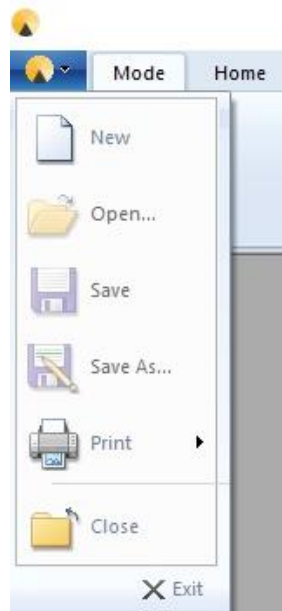 Mode Home
New
Open...
Save
Save As...
Print
Close
Exit